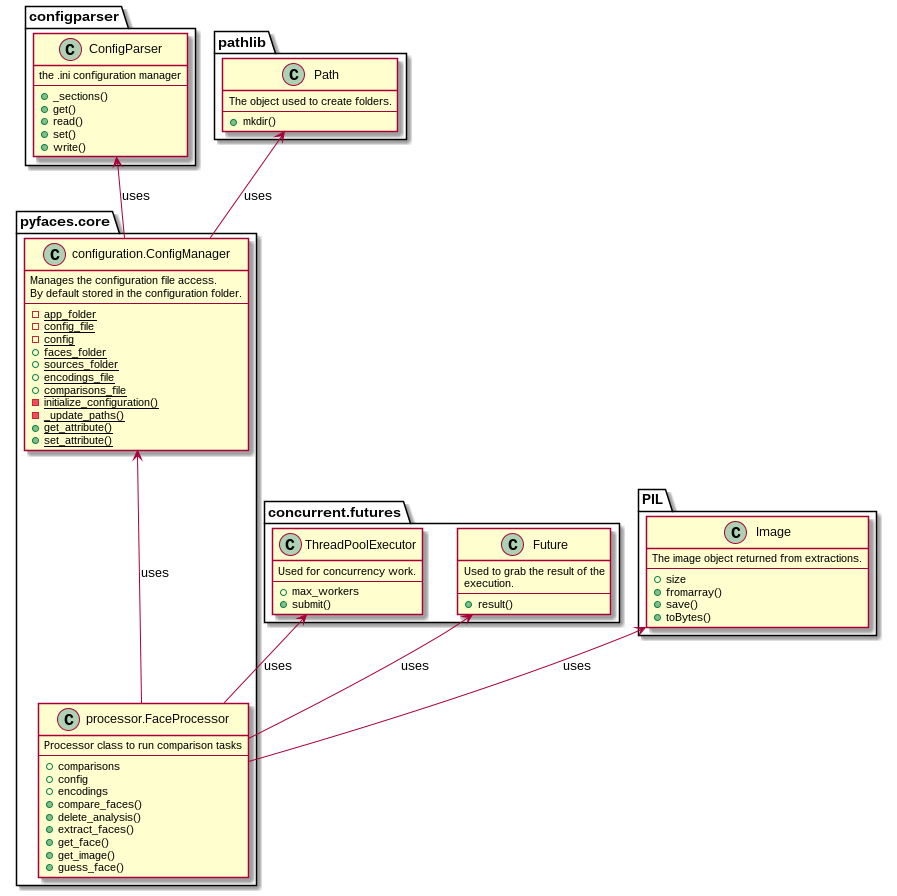 configparser
C ConfigParser
the .ini configuration manager
_sections()
get()
read()
set()
write()
pathlib
C Path
The object used to create folders.
mkdir()
uses
uses
pyfaces.core
C configuration.ConfigManager
Manages the configuration file access.
By default stored in the configuration folder.
app_folder
config_file
config
faces_folder
sources_folder
encodings_file
comparisons_file
initialize_configuration()
_update_paths()
get_attribute()
set_attribute()
uses
concurrent.futures
C ThreadPoolExecutor
Used for concurrency work.
max_workers
submit()
C Future
Used to grab the result of the
execution.
result()
PIL
C Image
The image object returned from extractions.
size
fromarray()
save()
toBytes()
uses
uses
uses
C processor.FaceProcessor
Processor class to run comparison tasks
comparisons
config
encodings
compare_faces()
delete_analysis()
extract_faces()
get_face()
get_image()
guess_face()